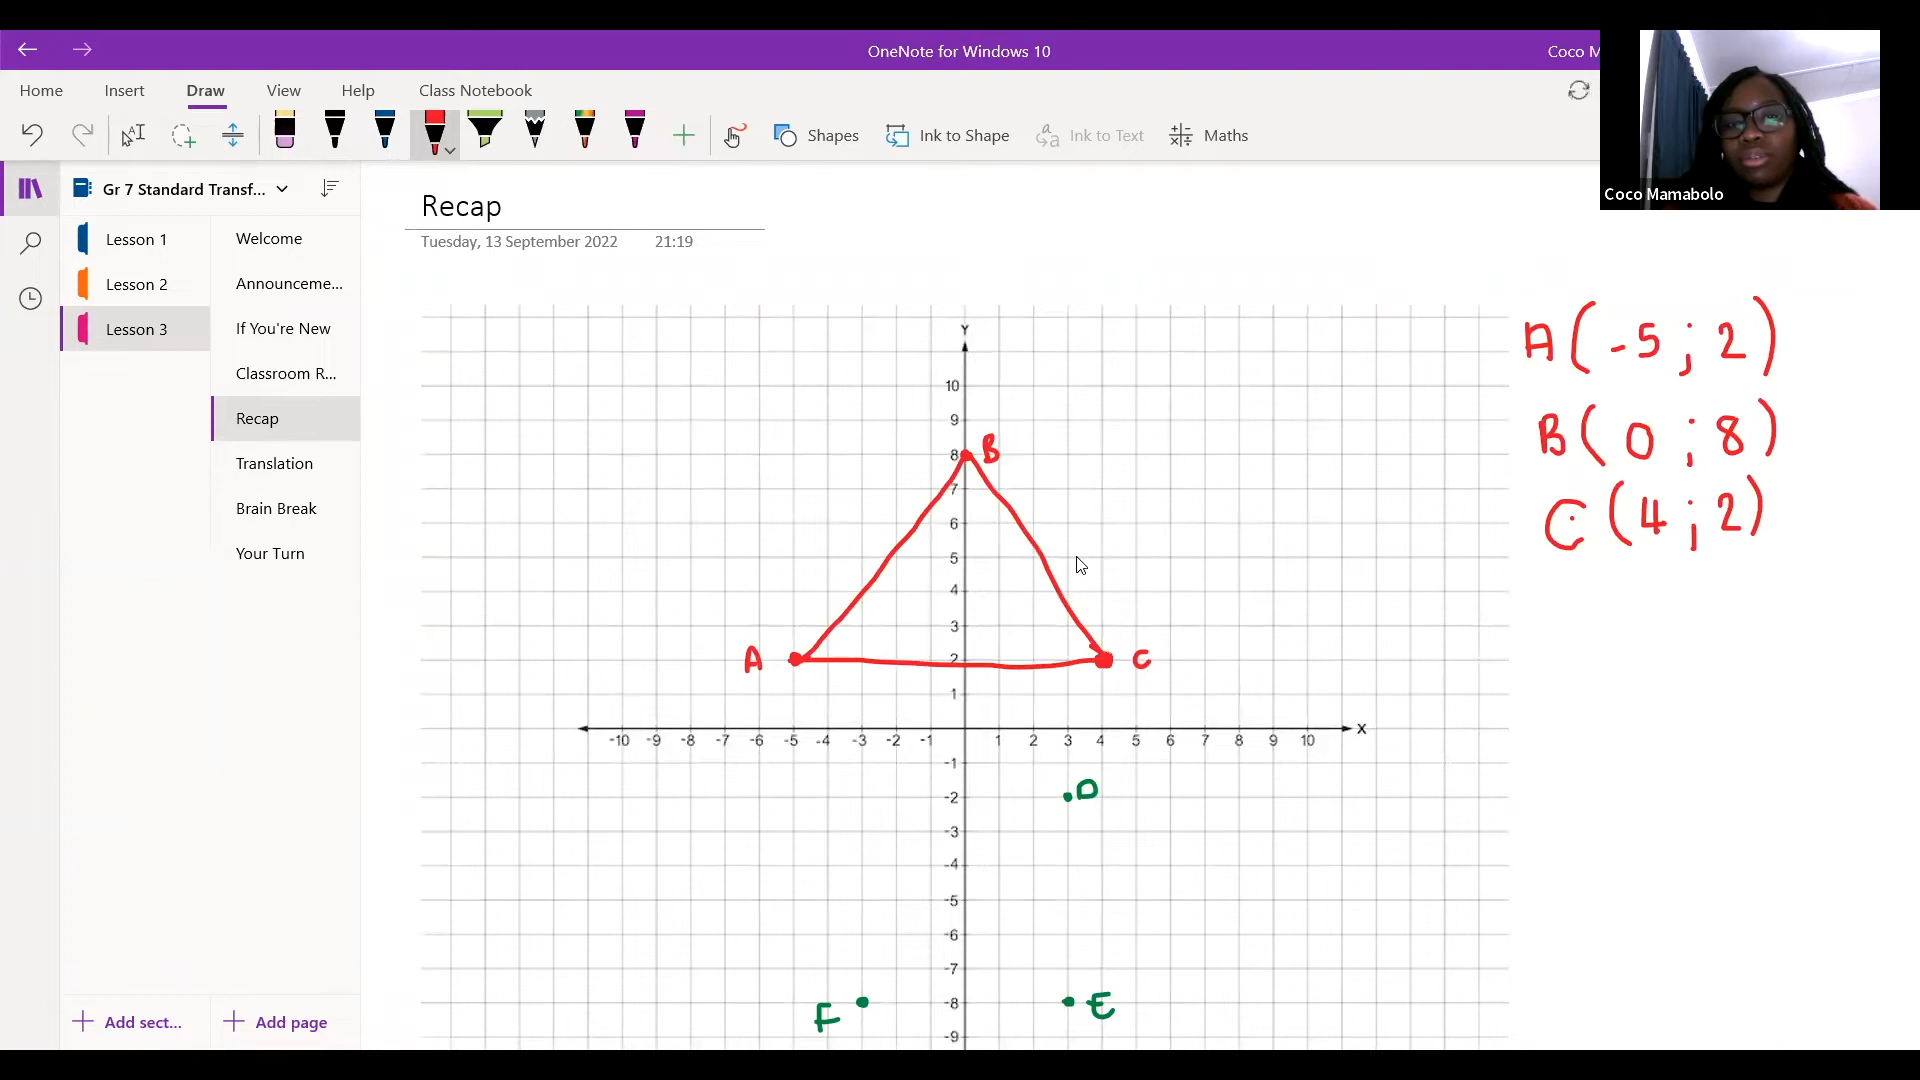 OneNote for Windows 10
Coco M
Home Insert Draw View Help Class Notebook
Shapes Ink to Shape Ink to Text Maths
Coco Mamabolo
Gr 7 Standard Transf...
Lesson 1
Lesson 2
Lesson 3
Welcome
Announceme...
If You're New
Classroom R...
Recap
Translation
Brain Break
Your Turn
Add sect...
Add page
Recap
Tuesday, 13 September 2022 21:19
Y
10
9
8
7
6
5
4
3
2
1
-10 -9 -8 -7 -6 -5 -4 -3 -2 -1 1 2 3 4 5 6 7 8 9 10 X
-1
-2
-3
-4
-5
-6
-7
-8
-9
B
A
C
D
F
E
A(-5;2)
B(0;8)
C(4;2)